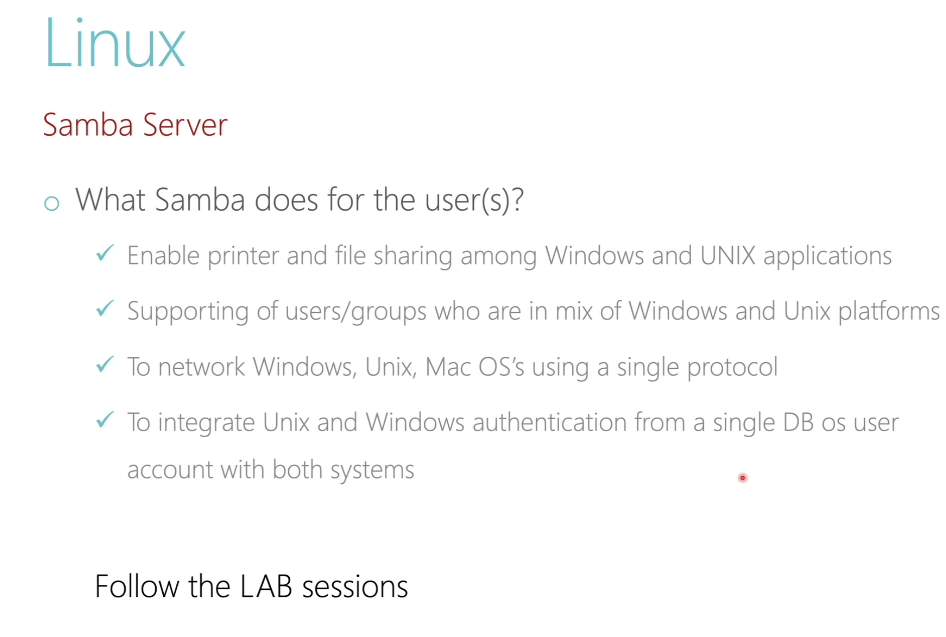 Linux
Samba Server
What Samba does for the user(s)?
Enable printer and file sharing among Windows and UNIX applications
Supporting of users/groups who are in mix of Windows and Unix platforms
To network Windows, Unix, Mac OS’s using a single protocol
To integrate Unix and Windows authentication from a single DB os user
account with both systems
Follow the LAB sessions